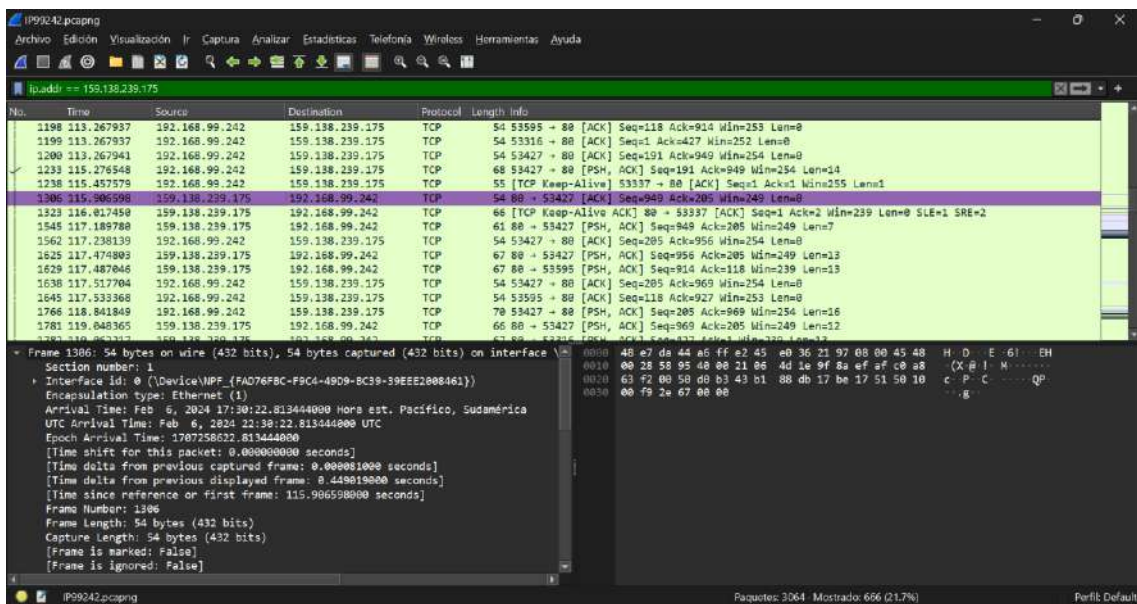 IP99242.pcapng
Archivo Edición Visualización Ir Captura Analizar Estadísticas Telefonía Wireless Herramientas Ayuda
ip.addr == 159.138.239.175
No. Time Source Destination Protocol Length Info
1198 113.267937 192.168.99.242 159.138.239.175 TCP 54 53595 → 80 [ACK] Seq=118 Ack=914 Win=253 Len=0
1199 113.267937 192.168.99.242 159.138.239.175 TCP 54 53316 → 80 [ACK] Seq=1 Ack=427 Win=252 Len=0
1200 113.267941 192.168.99.242 159.138.239.175 TCP 54 53427 → 80 [ACK] Seq=191 Ack=949 Win=254 Len=0
1233 115.276548 192.168.99.242 159.138.239.175 TCP 68 53427 → 80 [PSH, ACK] Seq=191 Ack=949 Win=254 Len=14
1238 115.457579 192.168.99.242 159.138.239.175 TCP 55 [TCP Keep-Alive] 53337 → 80 [ACK] Seq=1 Ack=1 Win=255 Len=1
1306 115.906598 159.138.239.175 192.168.99.242 TCP 54 80 → 53427 [ACK] Seq=949 Ack=205 Win=249 Len=0
1323 116.017450 159.138.239.175 192.168.99.242 TCP 66 [TCP Keep-Alive ACK] 80 → 53337 [ACK] Seq=1 Ack=2 Win=239 Len=0 SLE=1 SRE=2
1545 117.189780 159.138.239.175 192.168.99.242 TCP 61 80 → 53427 [PSH, ACK] Seq=949 Ack=205 Win=249 Len=7
1562 117.238139 192.168.99.242 159.138.239.175 TCP 54 53427 → 80 [ACK] Seq=205 Ack=956 Win=254 Len=0
1625 117.474803 159.138.239.175 192.168.99.242 TCP 67 80 → 53427 [PSH, ACK] Seq=956 Ack=205 Win=249 Len=13
1629 117.487046 159.138.239.175 192.168.99.242 TCP 67 80 → 53595 [PSH, ACK] Seq=914 Ack=118 Win=239 Len=13
1638 117.517704 192.168.99.242 159.138.239.175 TCP 54 53427 → 80 [ACK] Seq=205 Ack=969 Win=254 Len=0
1645 117.533368 192.168.99.242 159.138.239.175 TCP 54 53595 → 80 [ACK] Seq=118 Ack=927 Win=253 Len=0
1766 118.841849 192.168.99.242 159.138.239.175 TCP 70 53427 → 80 [PSH, ACK] Seq=205 Ack=969 Win=254 Len=16
1781 119.048365 159.138.239.175 192.168.99.242 TCP 66 80 → 53427 [PSH, ACK] Seq=969 Ack=205 Win=249 Len=12
Frame 1306: 54 bytes on wire (432 bits), 54 bytes captured (432 bits) on interface \
Section number: 1
Interface id: 0 (\Device\NPF_{FAD76FBC-F9C4-49D9-BC39-39EEE2008461})
Encapsulation type: Ethernet (1)
Arrival Time: Feb 6, 2024 17:30:22.813444000 Hora est. Pacífico, Sudamérica
UTC Arrival Time: Feb 6, 2024 22:30:22.813444000 UTC
Epoch Arrival Time: 1707258622.813444000
[Time shift for this packet: 0.000000000 seconds]
[Time delta from previous captured frame: 0.000081000 seconds]
[Time delta from previous displayed frame: 0.449019000 seconds]
[Time since reference or first frame: 115.906598000 seconds]
Frame Number: 1306
Frame Length: 54 bytes (432 bits)
Capture Length: 54 bytes (432 bits)
[Frame is marked: False]
[Frame is ignored: False]
0000 48 e7 da 44 a6 ff e2 45 e0 36 21 97 08 00 45 48 H··D···E ·6!···EH
0010 00 28 58 95 40 00 21 06 4d 1e 9f 8a ef af c0 a8 ·(X·@·!· M·······
0020 63 f2 00 50 d0 b3 43 b1 88 db 17 be 17 51 50 10 c··P··C· ·····QP·
0030 00 f9 2e 67 00 00 ···.g··
IP99242.pcapng
Paquetes: 3064 · Mostrado: 666 (21.7%)
Perfil: Default